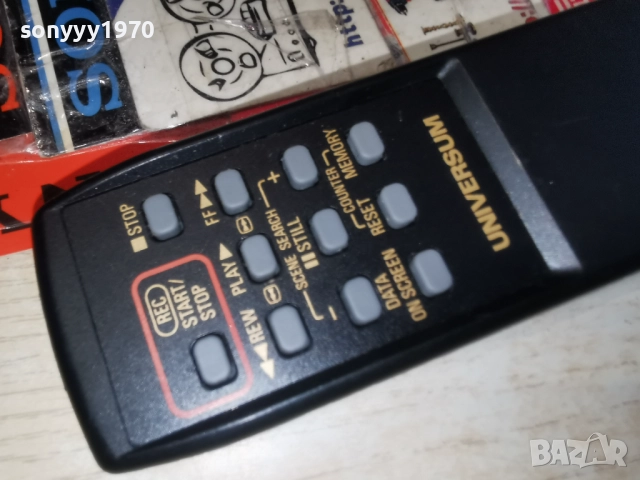 sonyyy1970
http:
SO
UNIVERSUM
MEMORY
COUNTER
RESET
ON SCREEN
DATA
+
SCENE SEARCH
−
STILL
FF
PLAY
REW
STOP
REC
START/
STOP
BAZAR